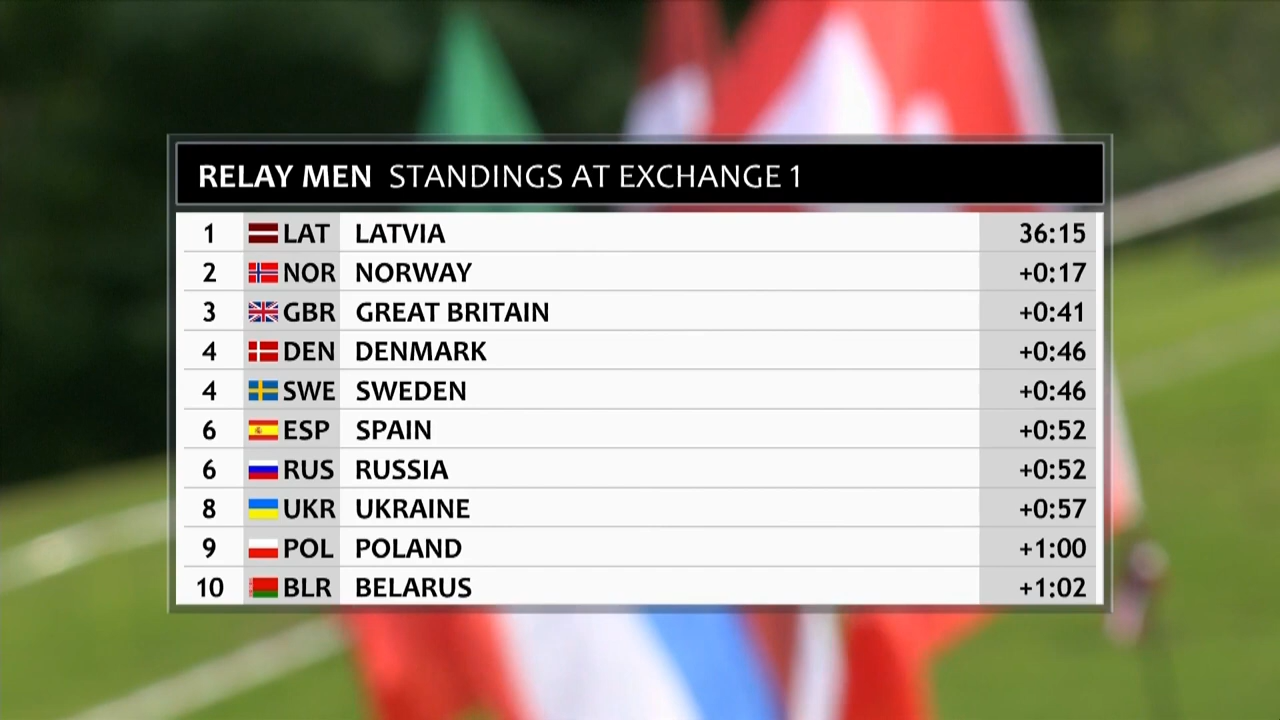 RELAY MEN STANDINGS AT EXCHANGE 1
1 LAT LATVIA 36:15
2 NOR NORWAY +0:17
3 GBR GREAT BRITAIN +0:41
4 DEN DENMARK +0:46
4 SWE SWEDEN +0:46
6 ESP SPAIN +0:52
6 RUS RUSSIA +0:52
8 UKR UKRAINE +0:57
9 POL POLAND +1:00
10 BLR BELARUS +1:02